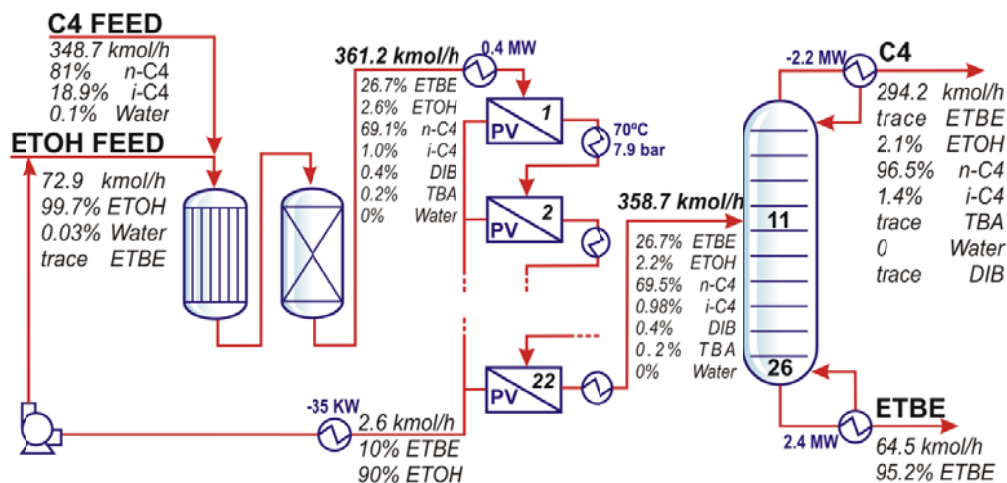 C4 FEED
348.7 kmol/h
81% n-C4
18.9% i-C4
0.1% Water
ETOH FEED
72.9 kmol/h
99.7% ETOH
0.03% Water
trace ETBE
361.2 kmol/h
26.7% ETBE
2.6% ETOH
69.1% n-C4
1.0% i-C4
0.4% DIB
0.2% TBA
0% Water
0.4 MW
PV 1
70ºC
7.9 bar
PV 2
PV 22
-35 KW
2.6 kmol/h
10% ETBE
90% ETOH
358.7 kmol/h
26.7% ETBE
2.2% ETOH
69.5% n-C4
0.98% i-C4
0.4% DIB
0.2% TBA
0% Water
11
26
-2.2 MW
C4
294.2 kmol/h
trace ETBE
2.1% ETOH
96.5% n-C4
1.4% i-C4
trace TBA
0 Water
trace DIB
2.4 MW
ETBE
64.5 kmol/h
95.2% ETBE